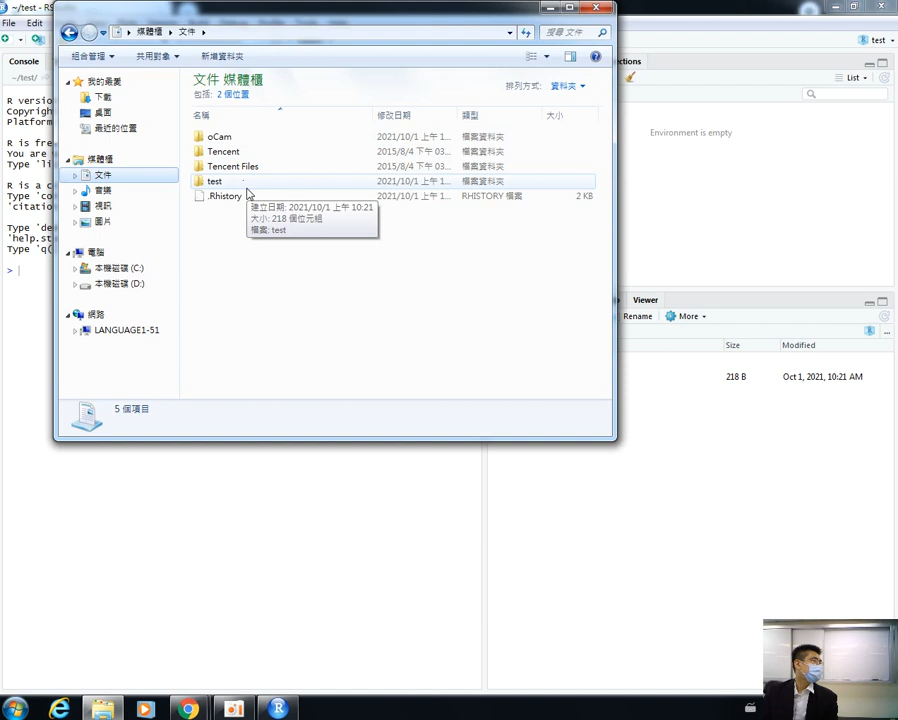 ~/test - RS
File Edit
test
Console
~/test/
R versio
Copyrigh
Platform
R is fre
You are
Type 'li
R is a c
'citatio
Type 'de
'help.st
Type 'q(
>
媒體櫃 文件
搜尋 文件
組合管理 共用對象 新增資料夾
我的最愛
下載
桌面
最近的位置
媒體櫃
文件
音樂
視訊
圖片
電腦
本機磁碟 (C:)
本機磁碟 (D:)
網路
LANGUAGE1-51
文件 媒體櫃
包括: 2 個位置
排列方式: 資料夾
名稱 修改日期 類型 大小
oCam 2021/10/1 上午 1... 檔案資料夾
Tencent 2015/8/4 下午 03... 檔案資料夾
Tencent Files 2015/8/4 下午 03... 檔案資料夾
test 2021/10/1 上午 1... 檔案資料夾
.Rhistory 2021/10/1 上午 1... RHISTORY 檔案 2 KB
建立日期: 2021/10/1 上午 10:21
大小: 218 個位元組
檔案: test
5 個項目
ctions
List
Environment is empty
Viewer
Rename More
...
Size Modified
218 B Oct 1, 2021, 10:21 AM